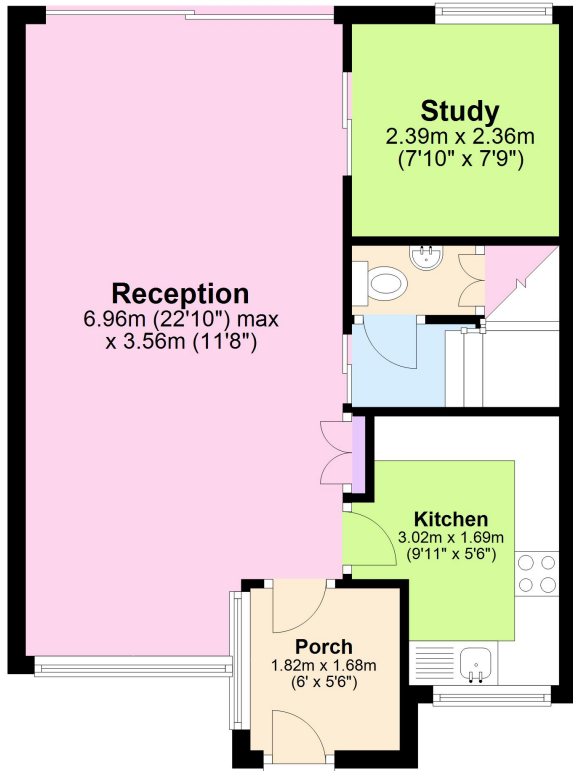 Study
2.39m x 2.36m
(7'10" x 7'9")
Reception
6.96m (22'10") max
x 3.56m (11'8")
Kitchen
3.02m x 1.69m
(9'11" x 5'6")
Porch
1.82m x 1.68m
(6' x 5'6")